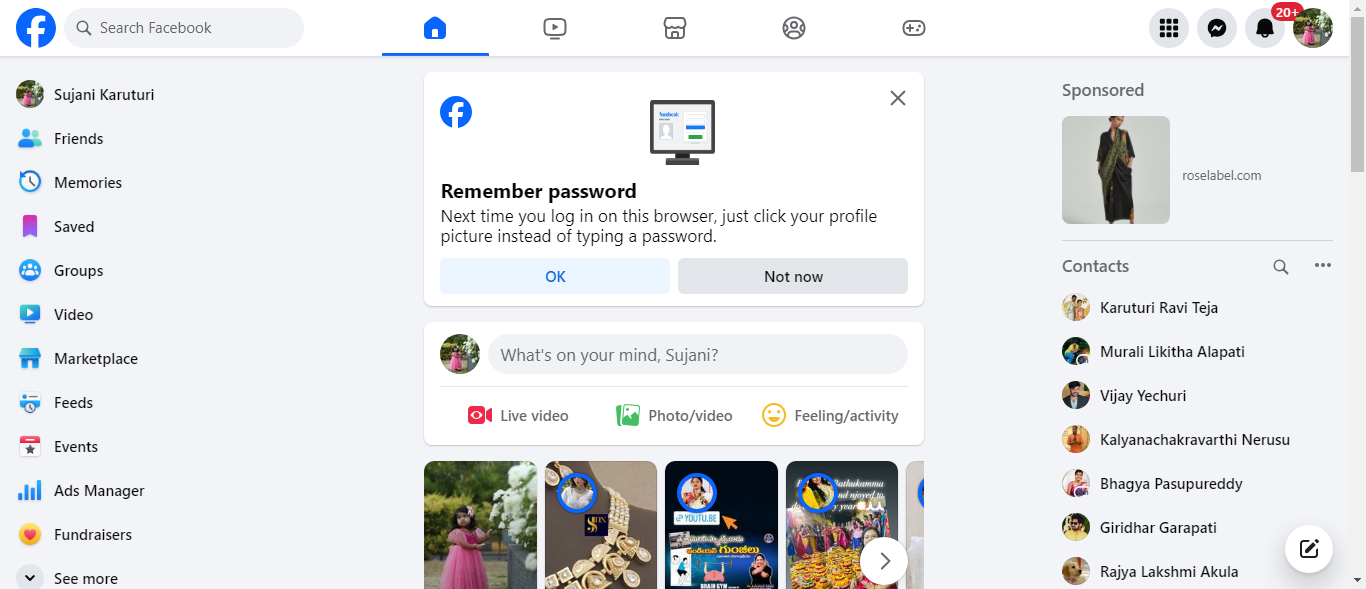 Search Facebook
20+
Sujani Karuturi
Friends
Memories
Saved
Groups
Video
Marketplace
Feeds
Events
Ads Manager
Fundraisers
See more
facebook
Remember password
Next time you log in on this browser, just click your profile
picture instead of typing a password.
OK
Not now
What's on your mind, Sujani?
Live video
Photo/video
Feeling/activity
YOUTU.BE
గుంజీలు
BRAIN GYM
Bathukamma
Sponsored
roselabel.com
Contacts
Karuturi Ravi Teja
Murali Likitha Alapati
Vijay Yechuri
Kalyanachakravarthi Nerusu
Bhagya Pasupureddy
Giridhar Garapati
Rajya Lakshmi Akula